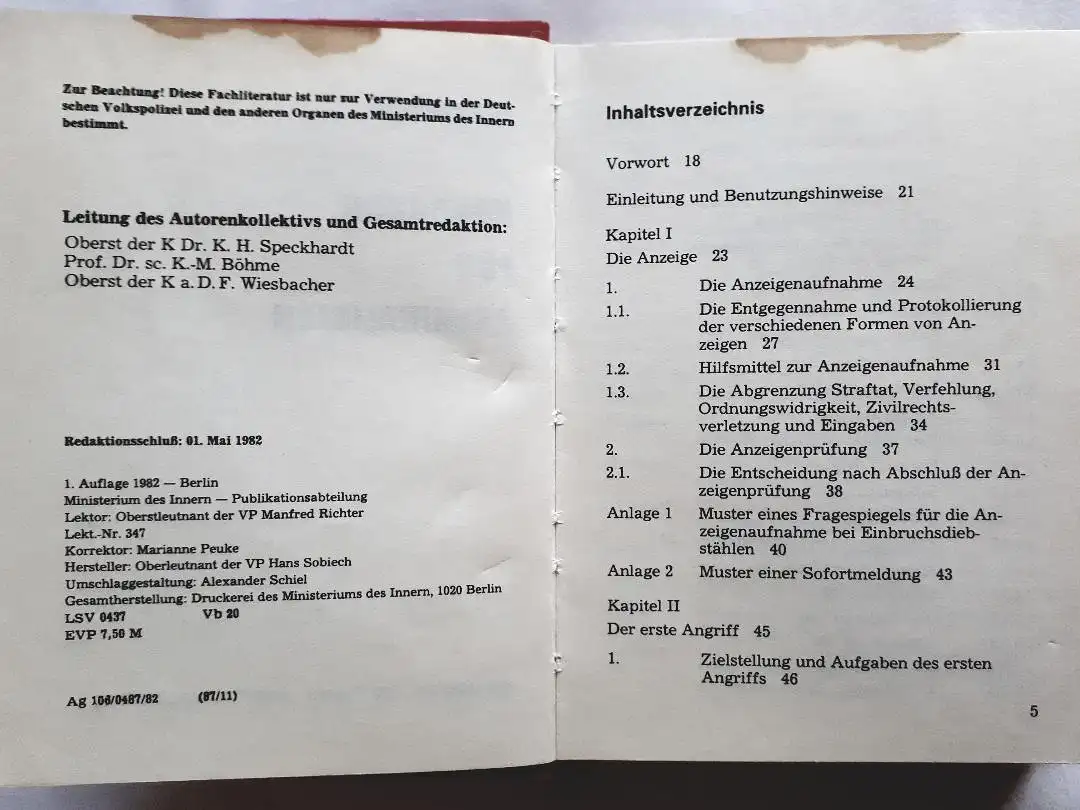 Zur Beachtung! Diese Fachliteratur ist nur zur Verwendung in der Deut-
schen Volkspolizei und den anderen Organen des Ministeriums des Innern
bestimmt.
Leitung des Autorenkollektivs und Gesamtredaktion:
Oberst der K Dr. K. H. Speckhardt
Prof. Dr. sc. K.-M. Böhme
Oberst der K a. D. F. Wiesbacher
Redaktionsschluß: 01. Mai 1982
1. Auflage 1982 — Berlin
Ministerium des Innern — Publikationsabteilung
Lektor: Oberstleutnant der VP Manfred Richter
Lekt.-Nr. 347
Korrektor: Marianne Peuke
Hersteller: Oberleutnant der VP Hans Sobiech
Umschlaggestaltung: Alexander Schiel
Gesamtherstellung: Druckerei des Ministeriums des Innern, 1020 Berlin
LSV 0437 Vb 20
EVP 7,50 M
Ag 106/0487/82 (87/11)
Inhaltsverzeichnis
Vorwort 18
Einleitung und Benutzungshinweise 21
Kapitel I
Die Anzeige 23
1. Die Anzeigenaufnahme 24
1.1. Die Entgegennahme und Protokollierung
der verschiedenen Formen von An-
zeigen 27
1.2. Hilfsmittel zur Anzeigenaufnahme 31
1.3. Die Abgrenzung Straftat, Verfehlung,
Ordnungswidrigkeit, Zivilrechts-
verletzung und Eingaben 34
2. Die Anzeigenprüfung 37
2.1. Die Entscheidung nach Abschluß der An-
zeigenprüfung 38
Anlage 1 Muster eines Fragespiegels für die An-
zeigenaufnahme bei Einbruchsdieb-
stählen 40
Anlage 2 Muster einer Sofortmeldung 43
Kapitel II
Der erste Angriff 45
1. Zielstellung und Aufgaben des ersten
Angriffs 46
5